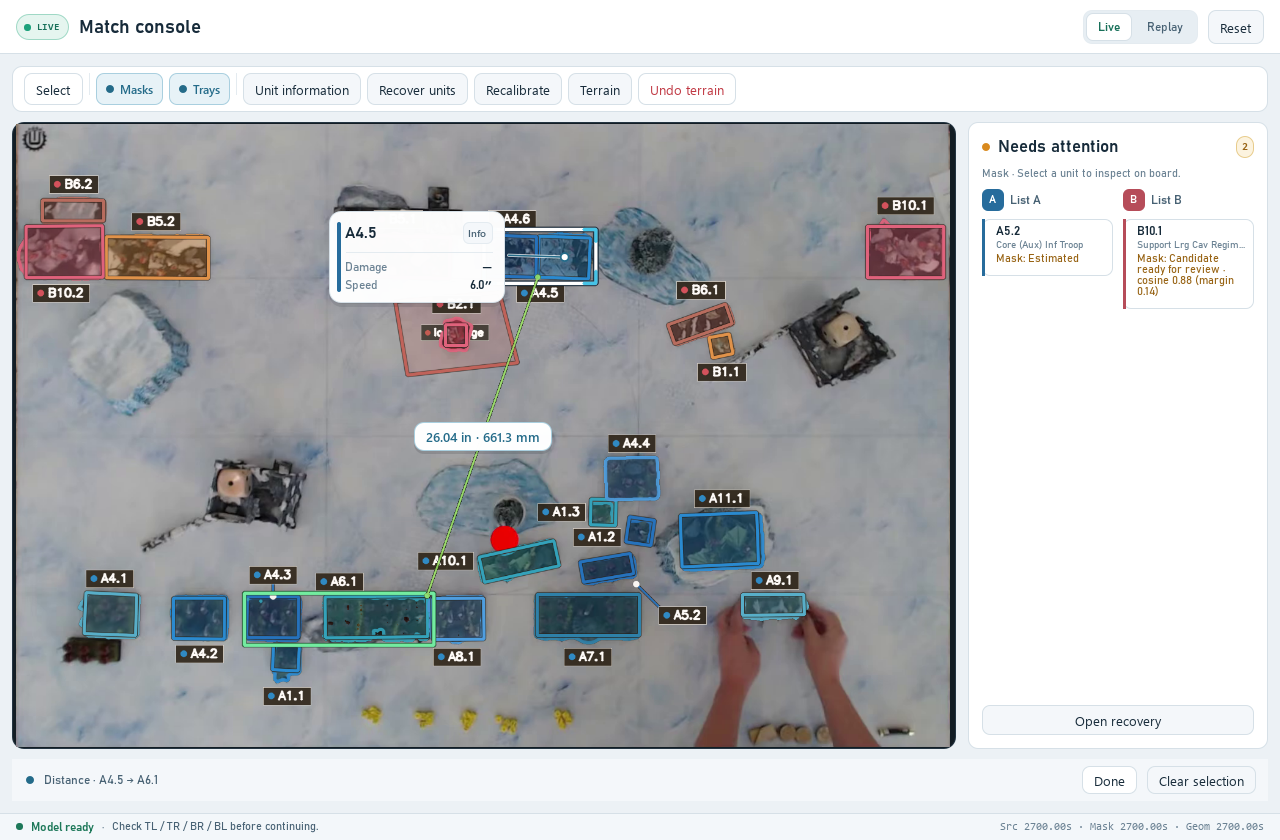 LIVE
Match console
Live
Replay
Reset
Select
Masks
Trays
Unit information
Recover units
Recalibrate
Terrain
Undo terrain
B6.2
B5.2
B10.2
A4.5
Info
Damage
—
Speed
6.0″
A4.6
A4.5
B2.1
B10.1
B6.1
B1.1
26.04 in · 661.3 mm
A4.4
A1.3
A11.1
A1.2
A10.1
A4.1
A4.3
A6.1
A9.1
A5.2
A4.2
A8.1
A7.1
A1.1
Needs attention
2
Mask · Select a unit to inspect on board.
A
List A
B
List B
A5.2
Core (Aux) Inf Troop
Mask: Estimated
B10.1
Support Lrg Cav Regim…
Mask: Candidate
ready for review ·
cosine 0.88 (margin
0.14)
Open recovery
Distance · A4.5 → A6.1
Done
Clear selection
Model ready · Check TL / TR / BR / BL before continuing.
Src 2700.00s · Mask 2700.00s · Geom 2700.00s